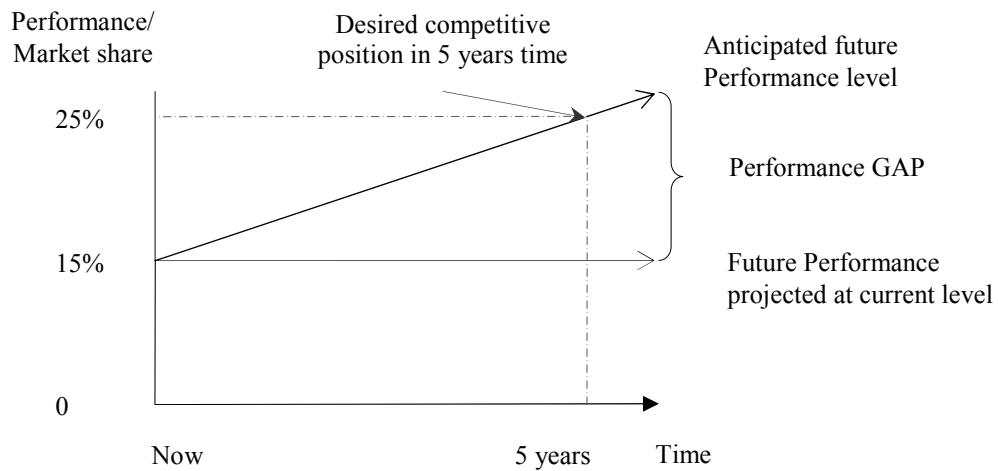 Performance/
Market share
Desired competitive
position in 5 years time
Anticipated future
Performance level
25%
Performance GAP
15%
Future Performance
projected at current level
0
Now
5 years
Time